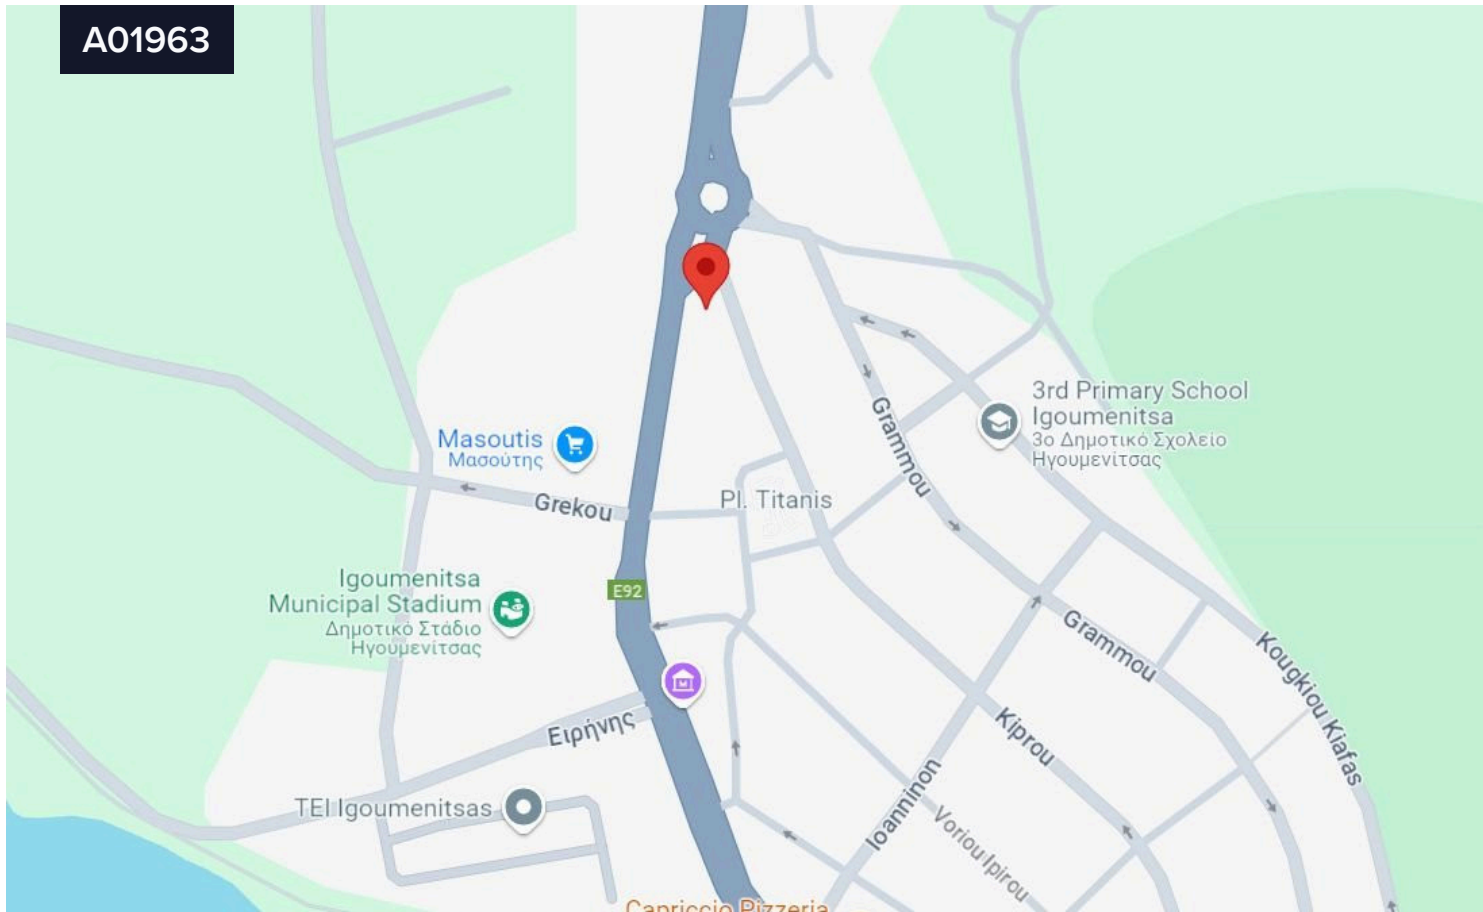 A01963
3rd Primary School
Igoumenitsa
3ο Δημοτικό Σχολείο
Ηγουμενίτσας
Grammou
Masoutis
Μασούτης
Grekou
Pl. Titanis
Igoumenitsa
Municipal Stadium
Δημοτικό Στάδιο
Ηγουμενίτσας
E92
Grammou
Kougkiou Kiafas
Ειρήνης
Kiprou
TEI Igoumenitsas
Ioanninon
Voriou Ipirou
Capriccio Pizzeria